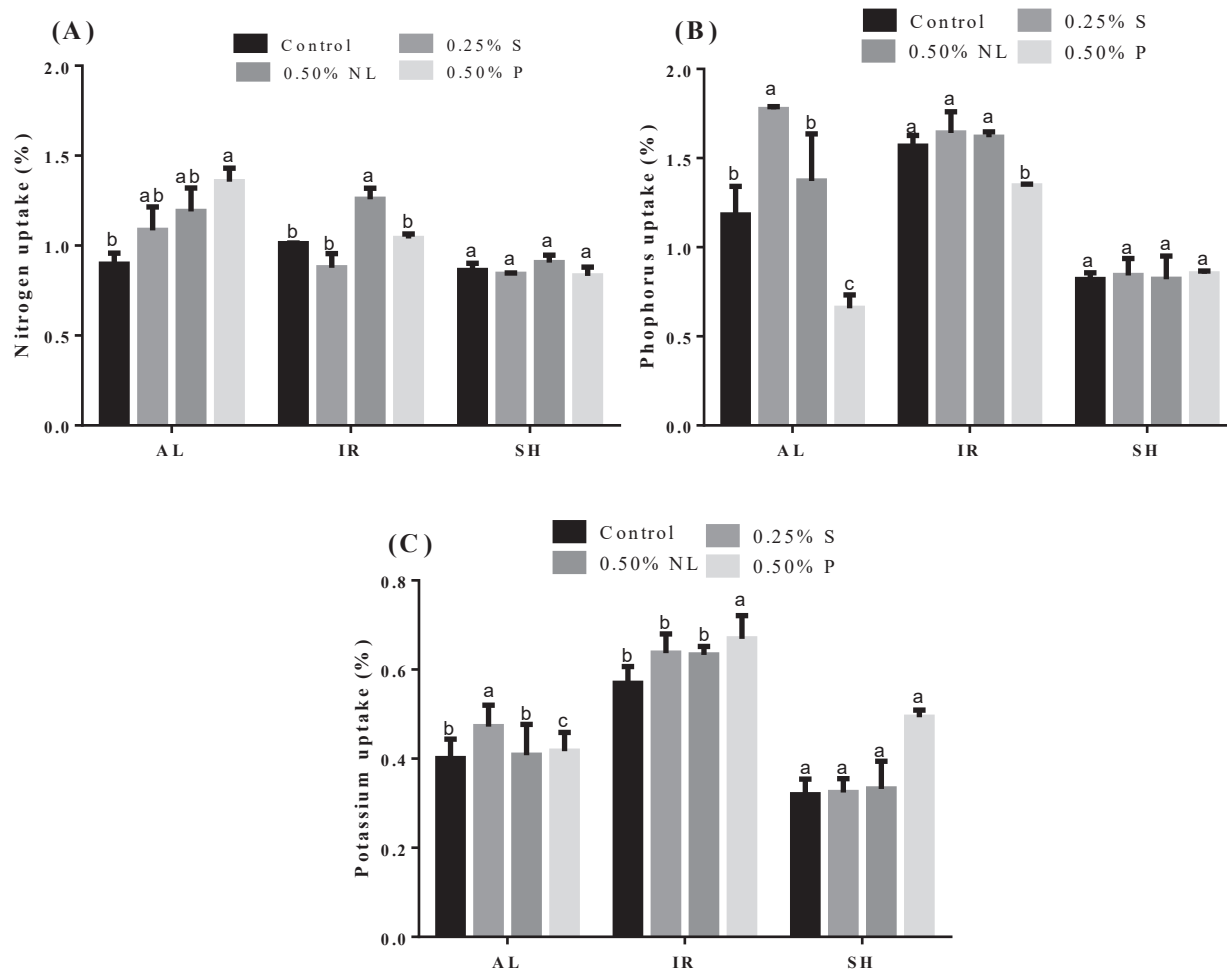 (A)
Control
0.25% S
0.50% NL
0.50% P
2.0
1.5
1.0
0.5
0.0
Nitrogen uptake (%)
b
ab
ab
a
b
b
a
b
a
a
a
a
AL
IR
SH
(B)
Control
0.25% S
0.50% NL
0.50% P
2.0
1.5
1.0
0.5
0.0
Phophorus uptake (%)
b
a
b
c
a
a
a
b
a
a
a
a
AL
IR
SH
(C)
Control
0.25% S
0.50% NL
0.50% P
0.8
0.6
0.4
0.2
0.0
Potassium uptake (%)
b
a
b
c
b
b
b
a
a
a
a
a
AL
IR
SH